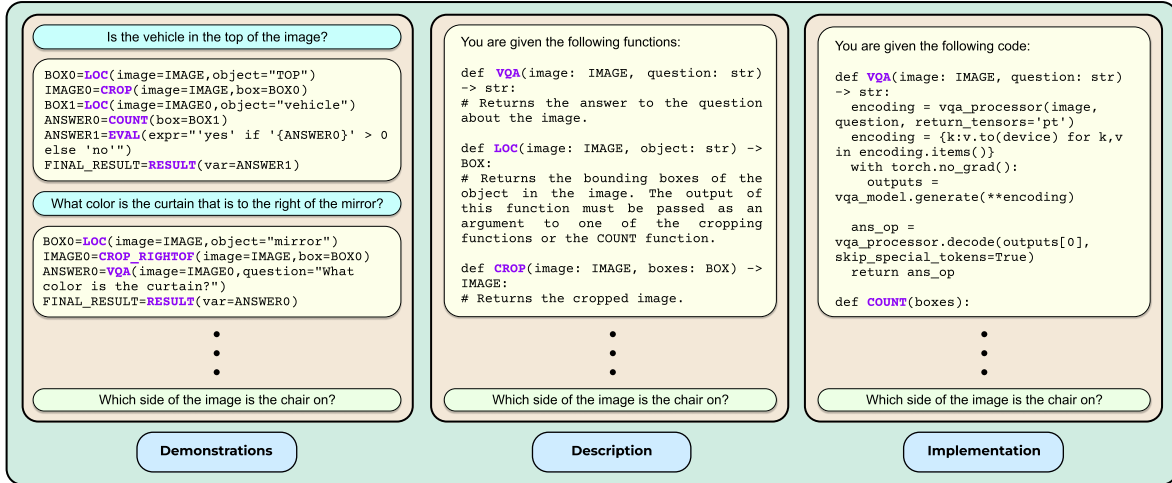 Is the vehicle in the top of the image?
BOX0=LOC(image=IMAGE,object="TOP")
IMAGE0=CROP(image=IMAGE,box=BOX0)
BOX1=LOC(image=IMAGE0,object="vehicle")
ANSWER0=COUNT(box=BOX1)
ANSWER1=EVAL(expr="'yes' if '{ANSWER0}' > 0
else 'no'")
FINAL_RESULT=RESULT(var=ANSWER1)
What color is the curtain that is to the right of the mirror?
BOX0=LOC(image=IMAGE,object="mirror")
IMAGE0=CROP_RIGHTOF(image=IMAGE,box=BOX0)
ANSWER0=VQA(image=IMAGE0,question="What
color is the curtain?")
FINAL_RESULT=RESULT(var=ANSWER0)
Which side of the image is the chair on?
Demonstrations
You are given the following functions:
def VQA(image: IMAGE, question: str)
-> str:
# Returns the answer to the question
about the image.
def LOC(image: IMAGE, object: str) ->
BOX:
# Returns the bounding boxes of the
object in the image. The output of
this function must be passed as an
argument to one of the cropping
functions or the COUNT function.
def CROP(image: IMAGE, boxes: BOX) ->
IMAGE:
# Returns the cropped image.
Which side of the image is the chair on?
Description
You are given the following code:
def VQA(image: IMAGE, question: str)
-> str:
encoding = vqa_processor(image,
question, return_tensors='pt')
encoding = {k:v.to(device) for k,v
in encoding.items()}
with torch.no_grad():
outputs =
vqa_model.generate(**encoding)
ans_op =
vqa_processor.decode(outputs[0],
skip_special_tokens=True)
return ans_op
def COUNT(boxes):
Which side of the image is the chair on?
Implementation